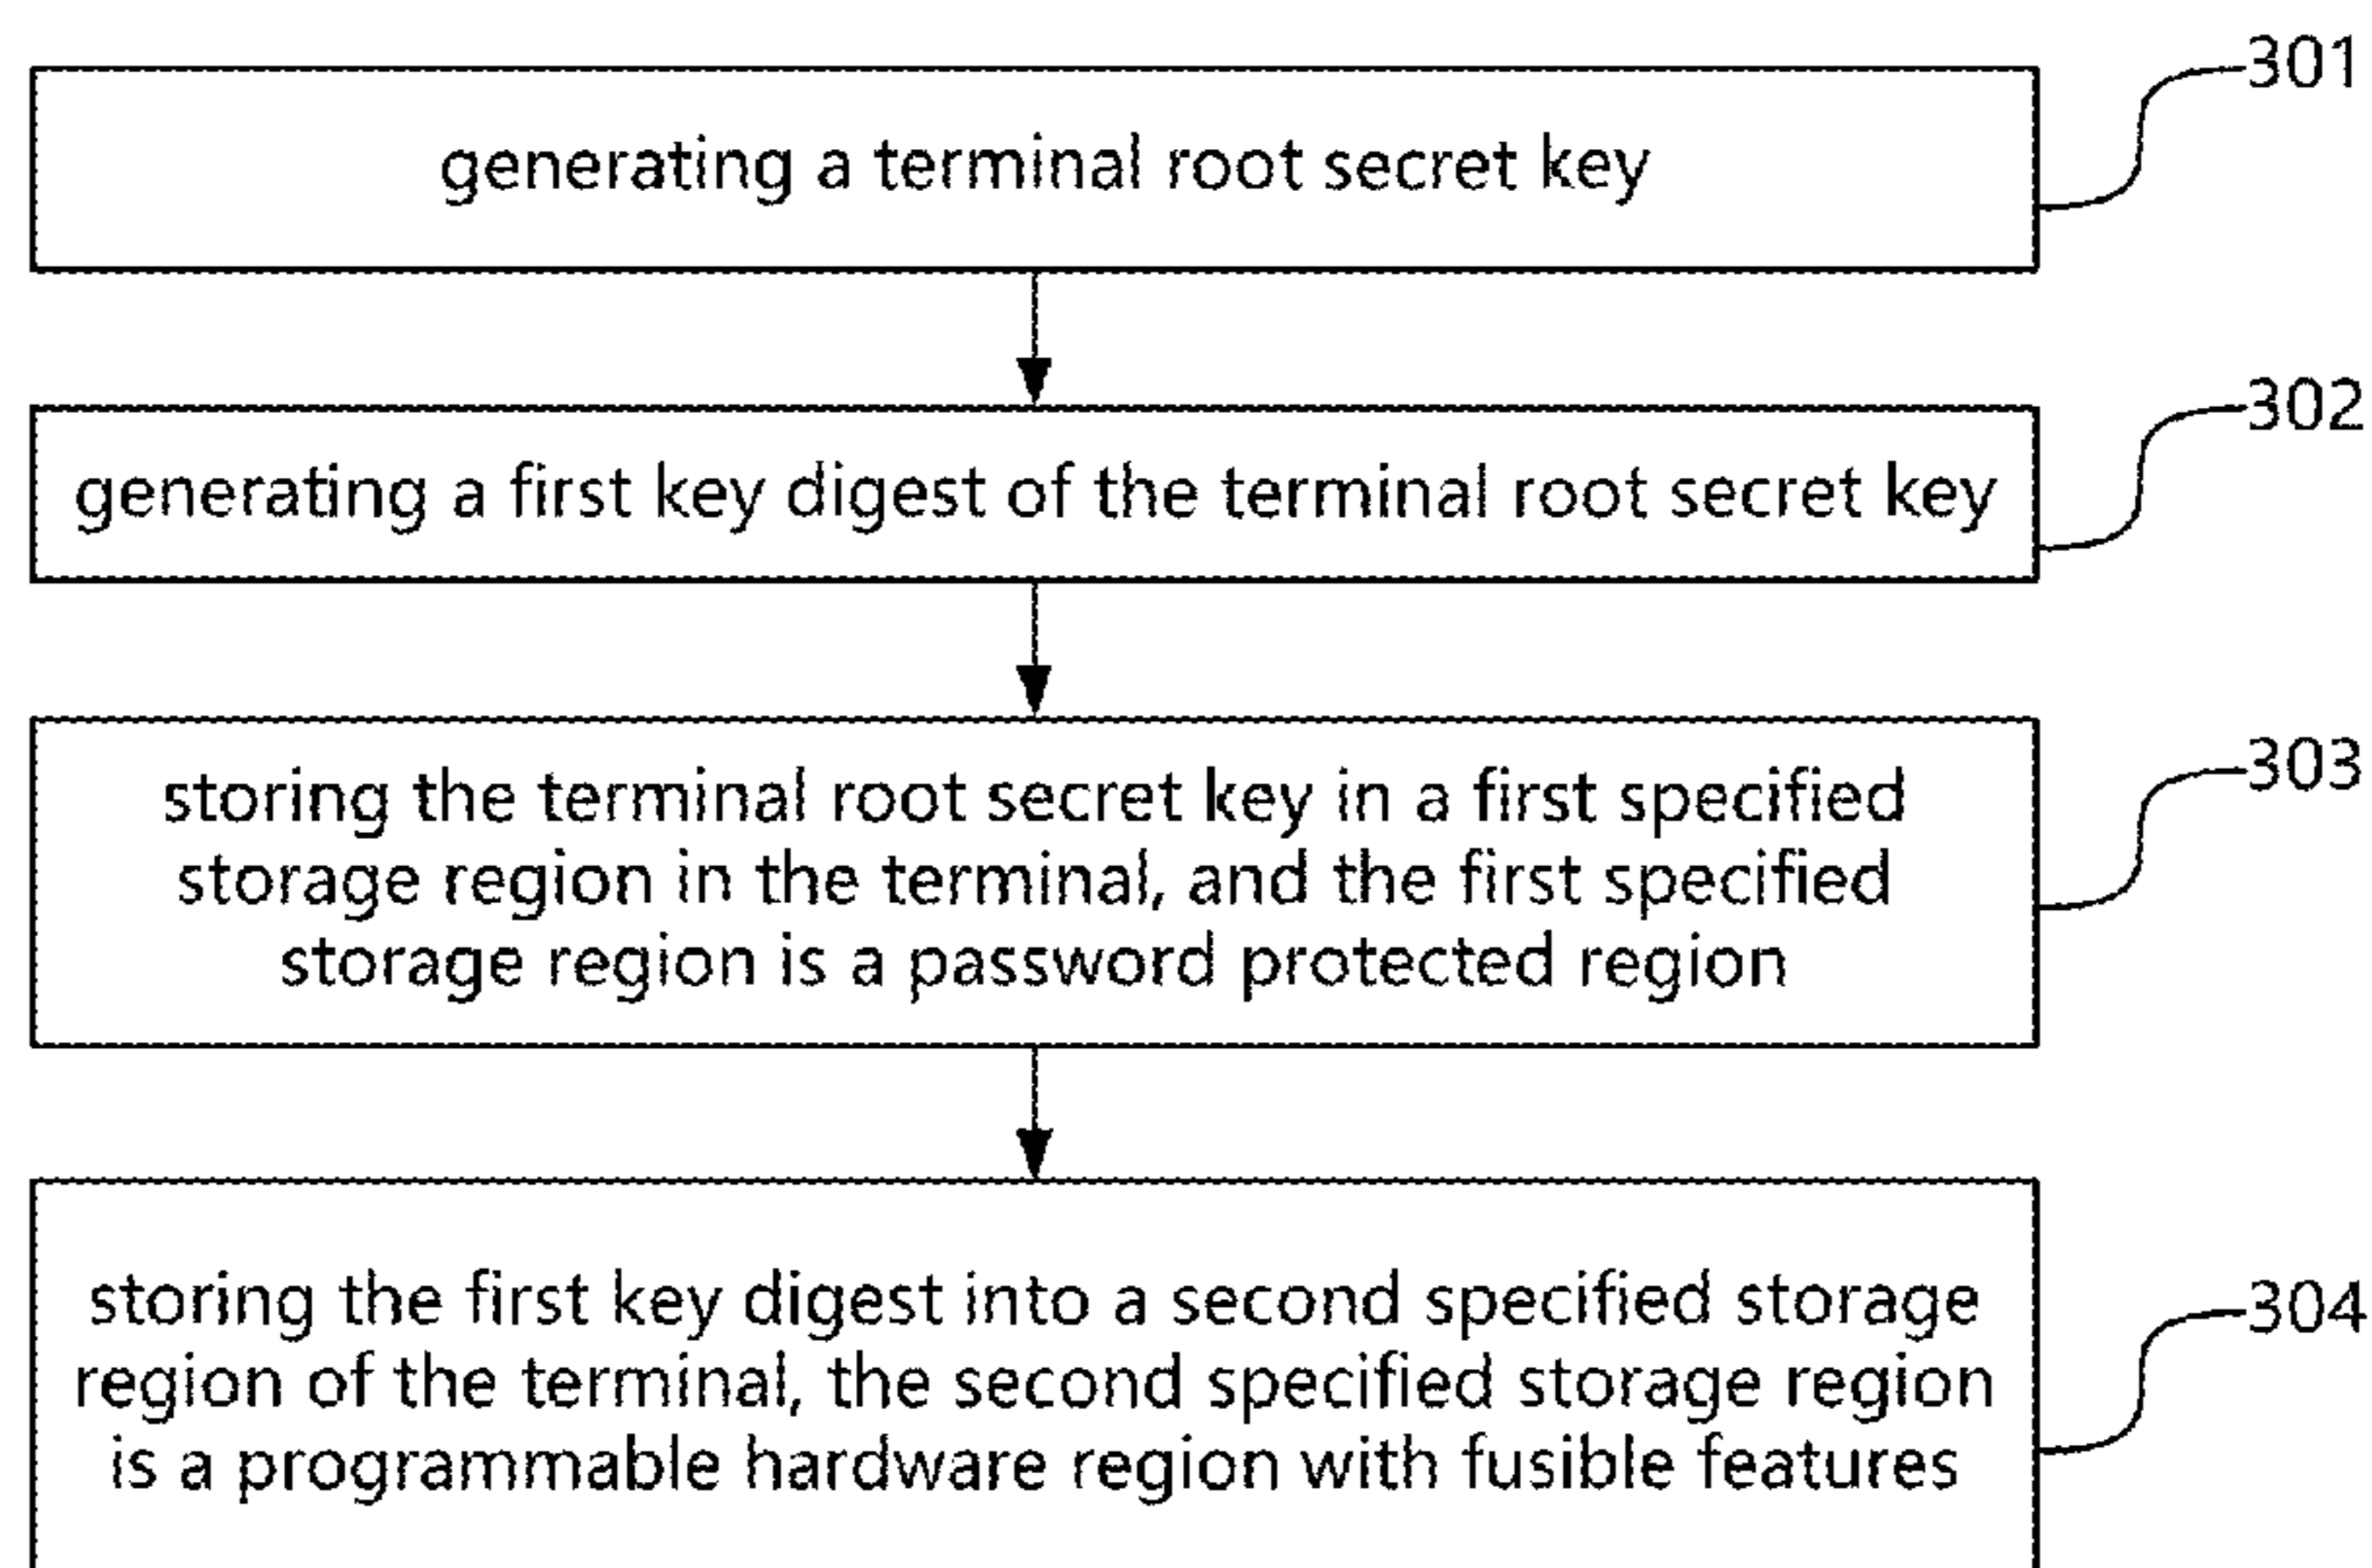 301
generating a terminal root secret key
302
generating a first key digest of the terminal root secret key
303
storing the terminal root secret key in a first specified
storage region in the terminal, and the first specified
storage region is a password protected region
304
storing the first key digest into a second specified storage
region of the terminal, the second specified storage region
is a programmable hardware region with fusible features